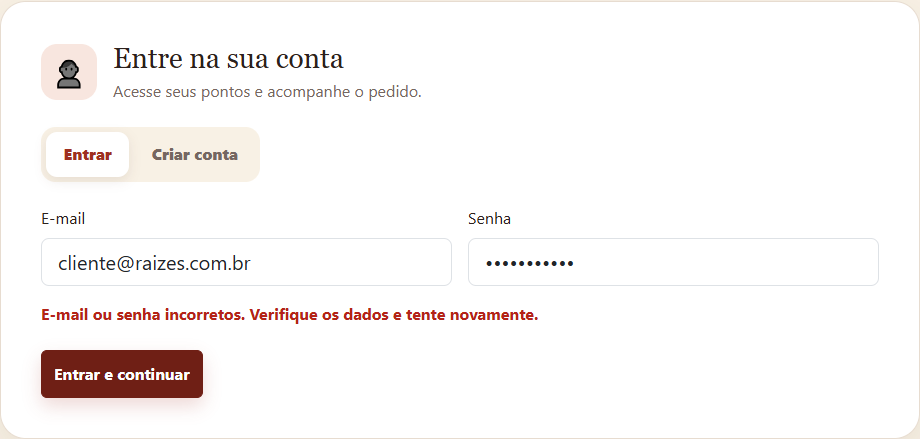 Entre na sua conta
Acesse seus pontos e acompanhe o pedido.
Entrar
Criar conta
E-mail
Senha
cliente@raizes.com.br
•••••••••••
E-mail ou senha incorretos. Verifique os dados e tente novamente.
Entrar e continuar